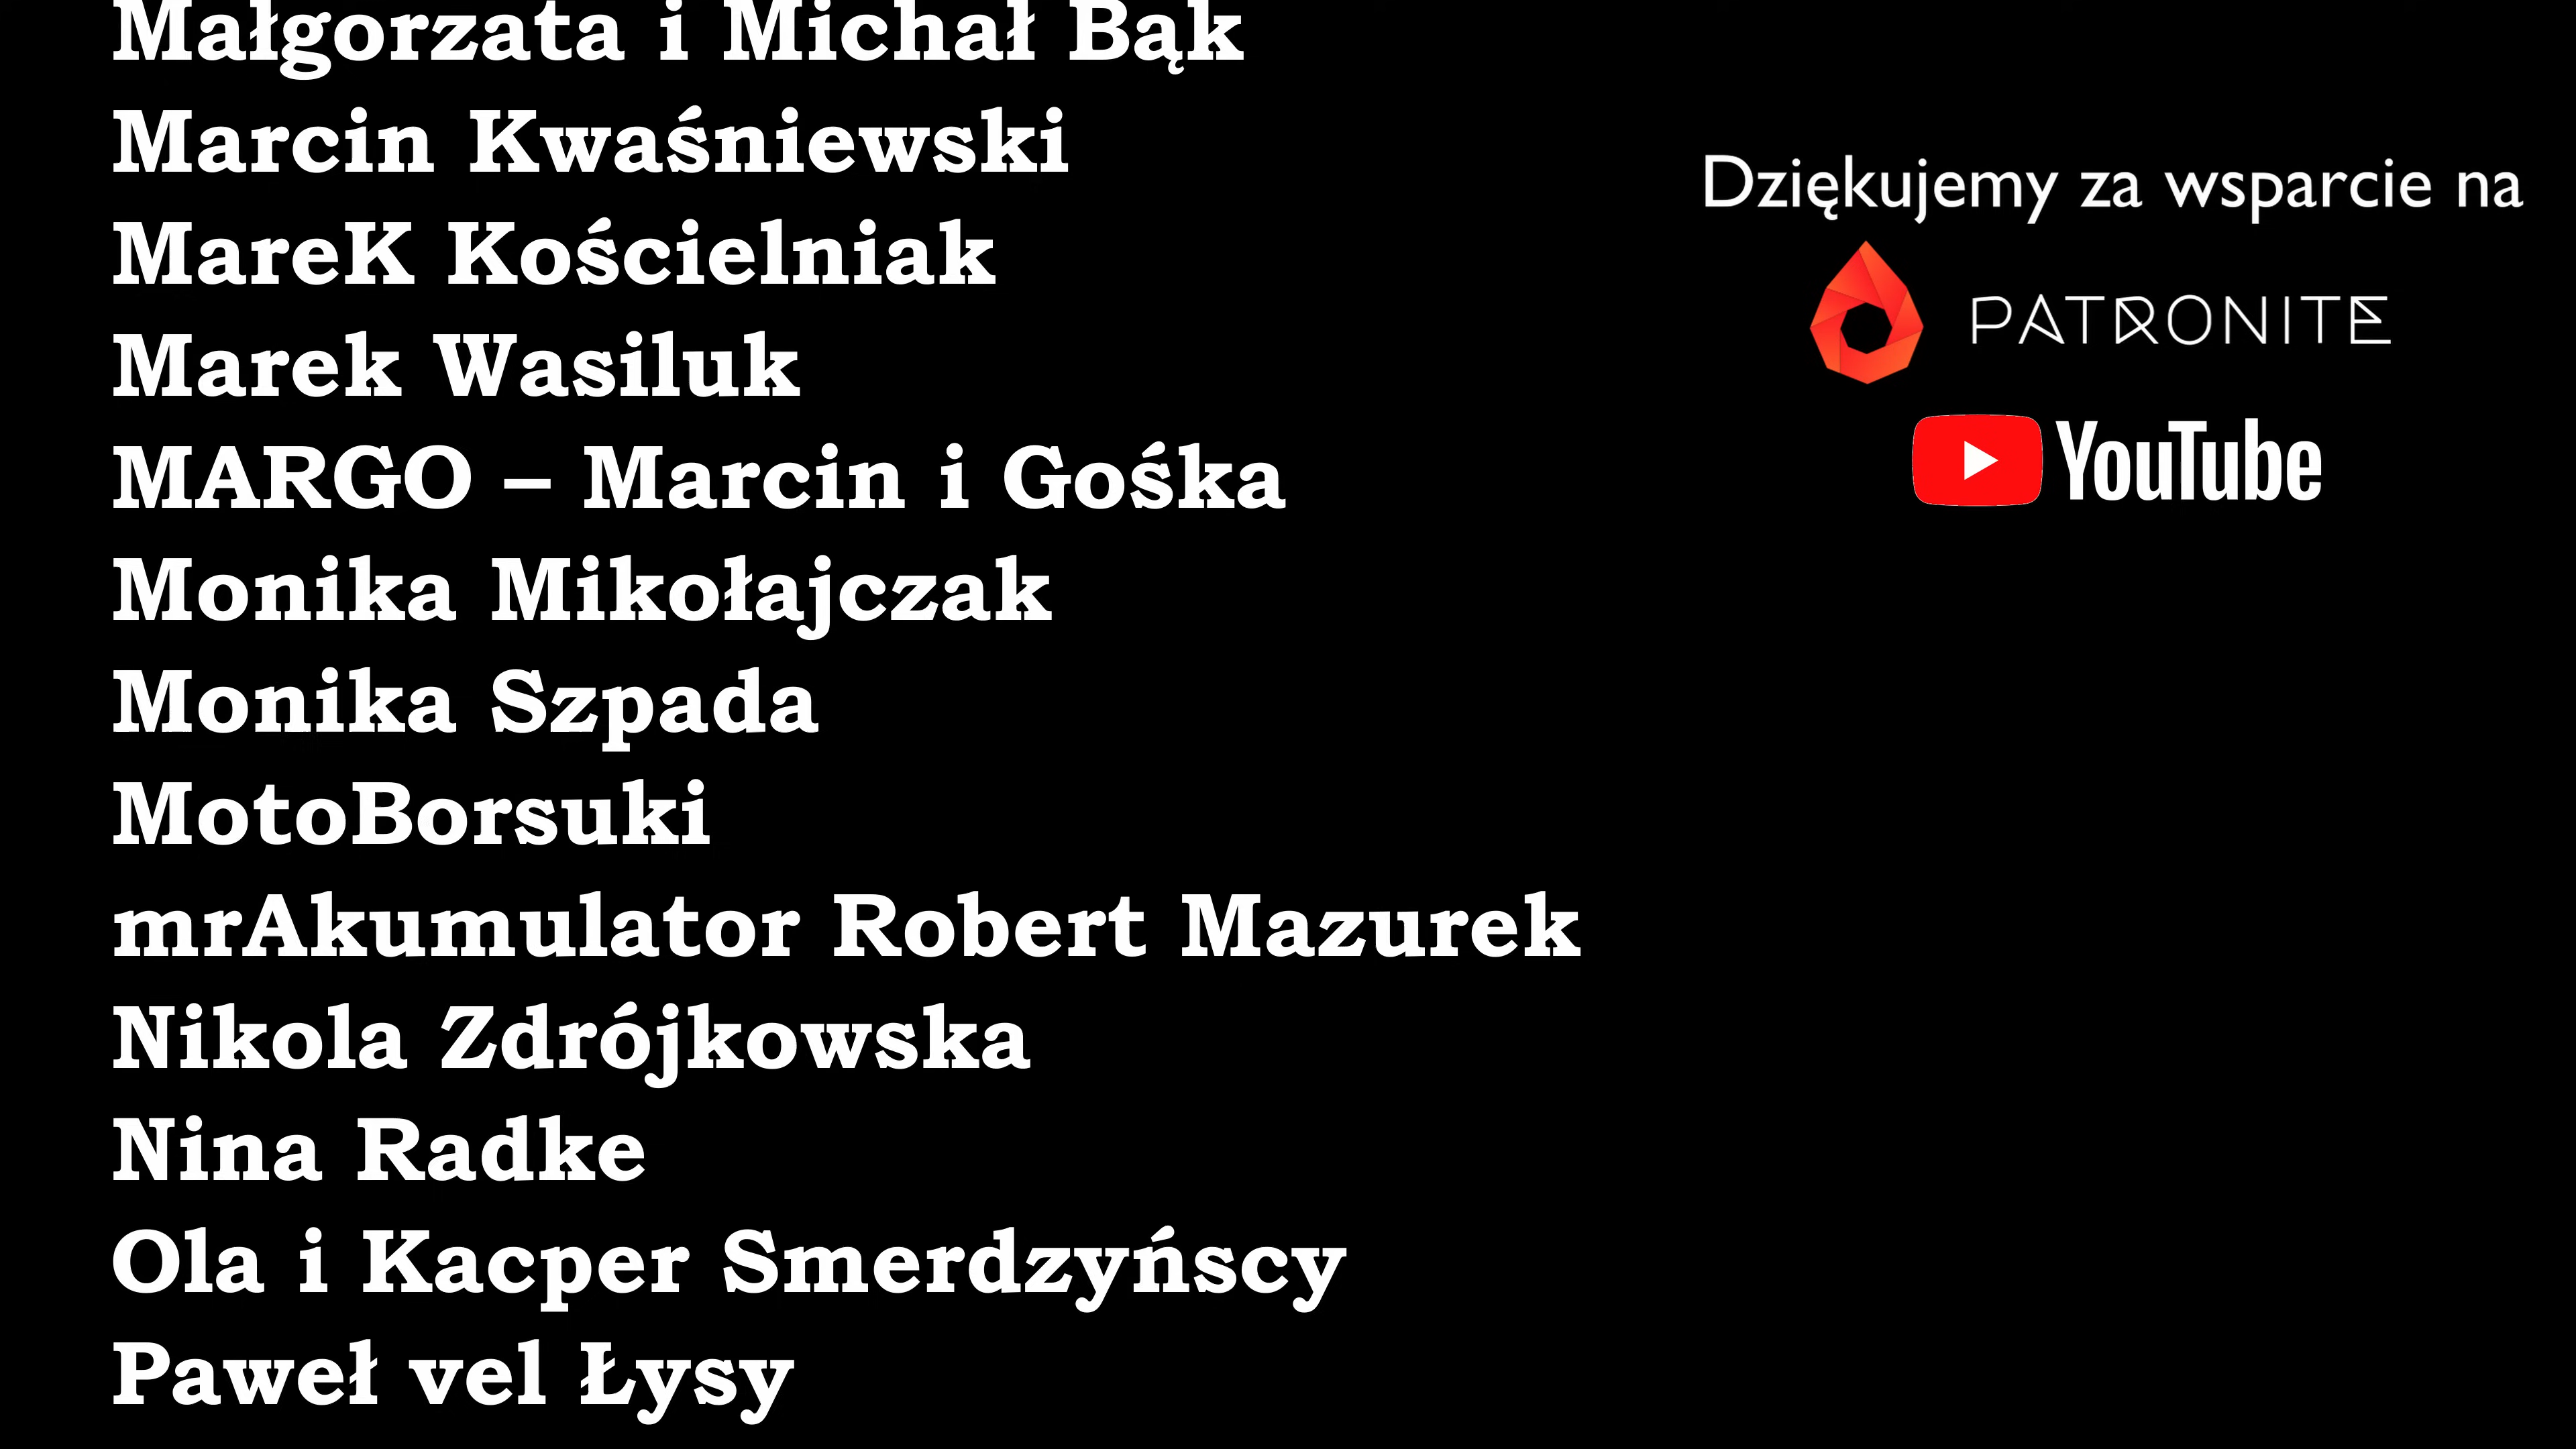 Małgorzata i Michał Bąk
Marcin Kwaśniewski
MareK Kościelniak
Marek Wasiluk
MARGO – Marcin i Gośka
Monika Mikołajczak
Monika Szpada
MotoBorsuki
mrAkumulator Robert Mazurek
Nikola Zdrójkowska
Nina Radke
Ola i Kacper Smerdzyńscy
Paweł vel Łysy
Dziękujemy za wsparcie na
PATRONITE
YouTube